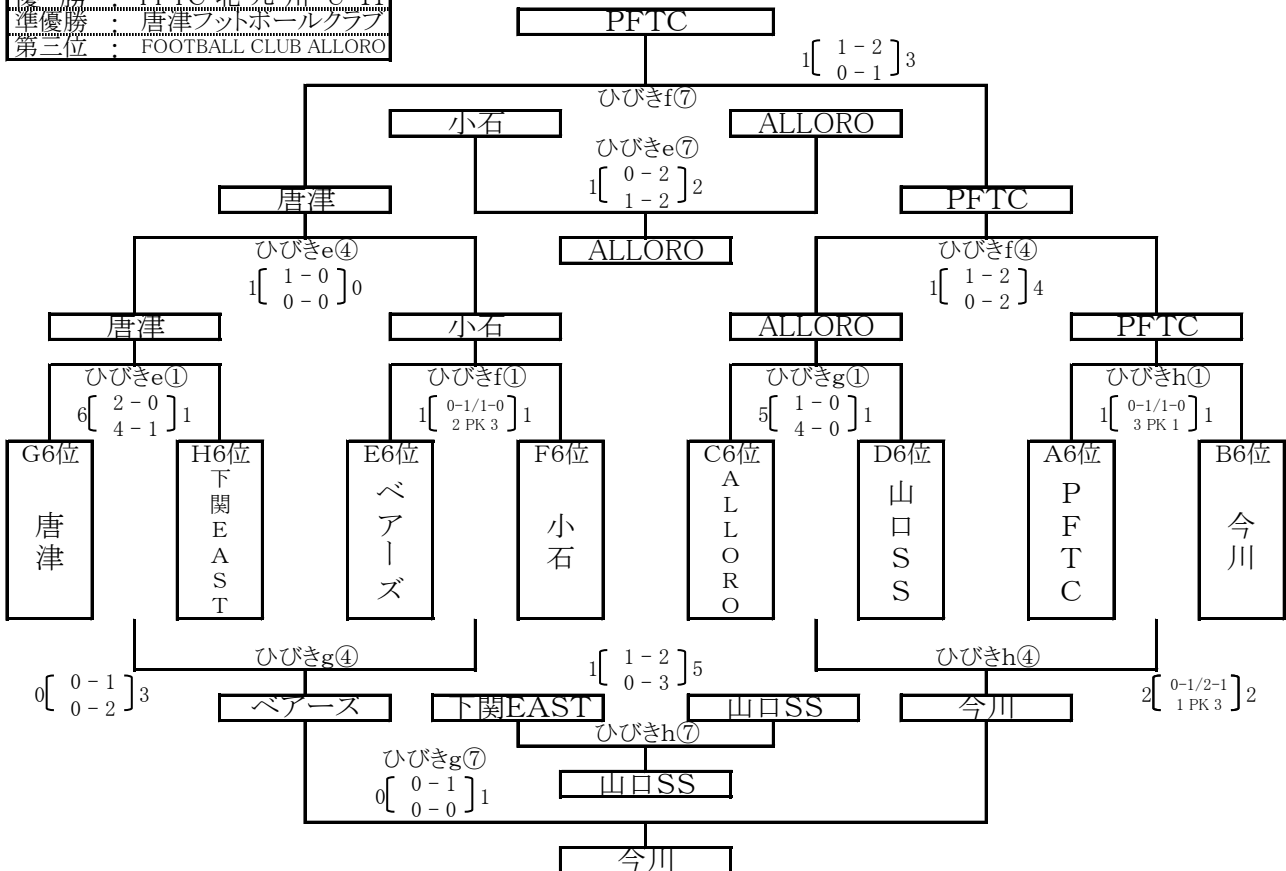 優 勝 : PFTC 北 九 州 U-11
準優勝 : 唐津フットボールクラブ
第三位 : FOOTBALL CLUB ALLORO
PFTC
1[ 1 - 2 ]3
0 - 1
ひびきf⑦
小石 ALLORO
ひびきe⑦
1[ 0 - 2 ]2
1 - 2
唐津 PFTC
ALLORO
ひびきe④ ひびきf④
1[ 1 - 0 ]0 1[ 1 - 2 ]4
0 - 0 0 - 2
唐津 小石 ALLORO PFTC
ひびきe① ひびきf① ひびきg① ひびきh①
6[ 2 - 0 ]1 1[ 0-1/1-0 ]1 5[ 1 - 0 ]1 1[ 0-1/1-0 ]1
4 - 1 2 PK 3 4 - 0 3 PK 1
G6位 H6位 E6位 F6位 C6位 D6位 A6位 B6位
唐津 下関EAST ベアーズ 小石 ALLORO 山口SS PFTC 今川
ひびきg④ ひびきh④
0[ 0 - 1 ]3 1[ 1 - 2 ]5 2[ 0-1/2-1 ]2
0 - 2 0 - 3 1 PK 3
ベアーズ 下関EAST 山口SS 今川
ひびきh⑦
ひびきg⑦
0[ 0 - 1 ]1
0 - 0
山口SS
今川